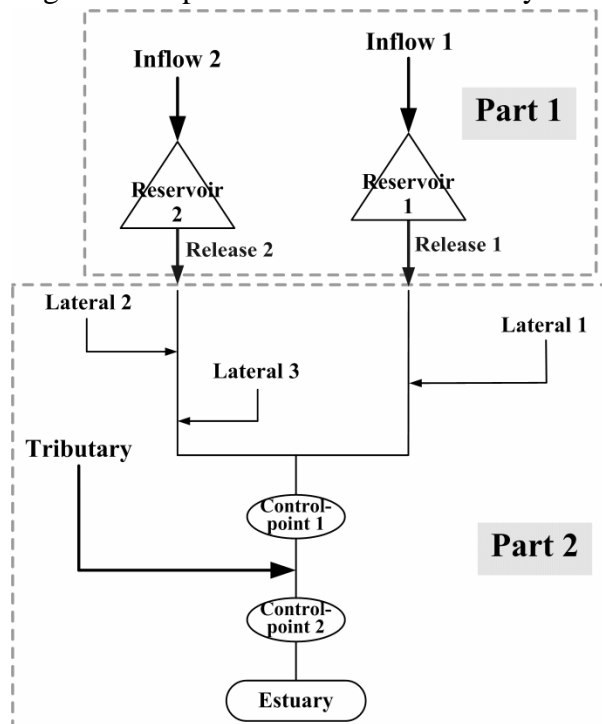 Inflow 2
Inflow 1
Part 1
Reservoir
2
Reservoir
1
Release 2
Release 1
Lateral 2
Lateral 1
Lateral 3
Tributary
Control-
point 1
Part 2
Control-
point 2
Estuary